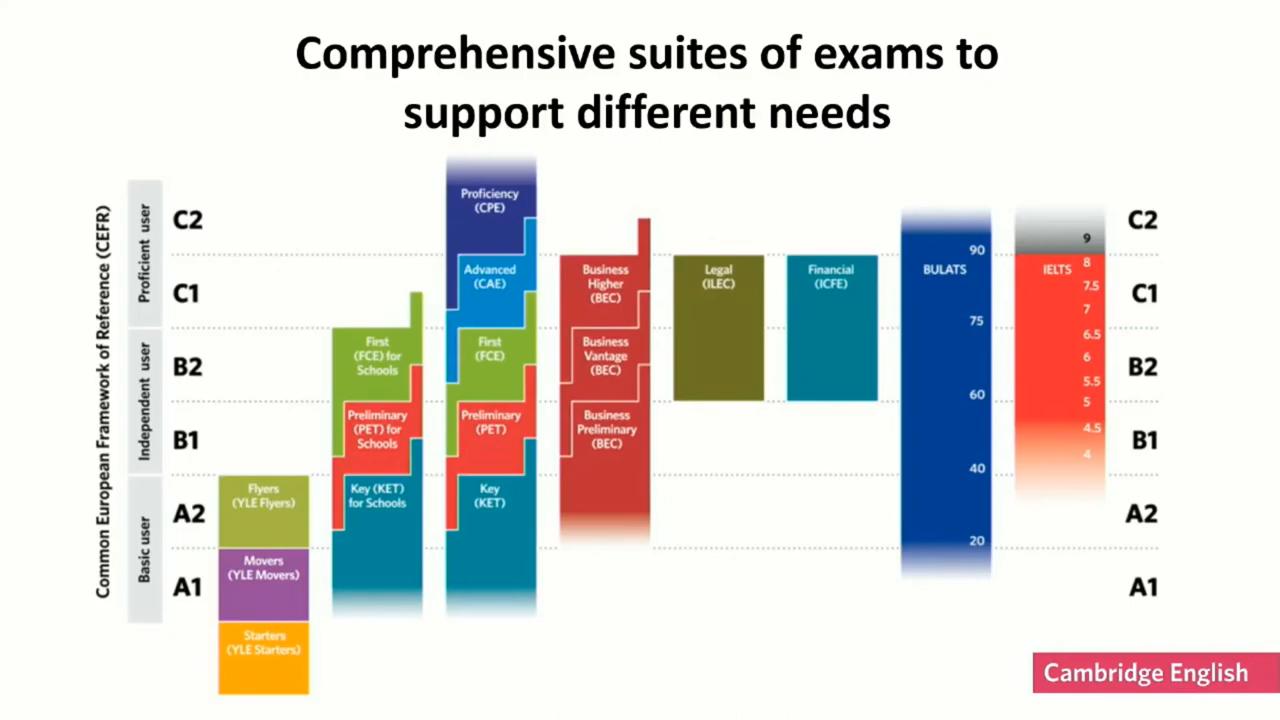 Comprehensive suites of exams to
support different needs
Common European Framework of Reference (CEFR)
Proficient user
Independent user
Basic user
C2
C1
B2
B1
A2
A1
Flyers
(YLE Flyers)
Movers
(YLE Movers)
Starters
(YLE Starters)
First
(FCE) for
Schools
Preliminary
(PET) for
Schools
Key (KET)
for Schools
Proficiency
(CPE)
Advanced
(CAE)
First
(FCE)
Preliminary
(PET)
Key
(KET)
Business
Higher
(BEC)
Business
Vantage
(BEC)
Business
Preliminary
(BEC)
Legal
(ILEC)
Financial
(ICFE)
BULATS
90
75
60
40
20
IELTS
9
8
7.5
7
6.5
6
5.5
5
4.5
4
C2
C1
B2
B1
A2
A1
Cambridge English